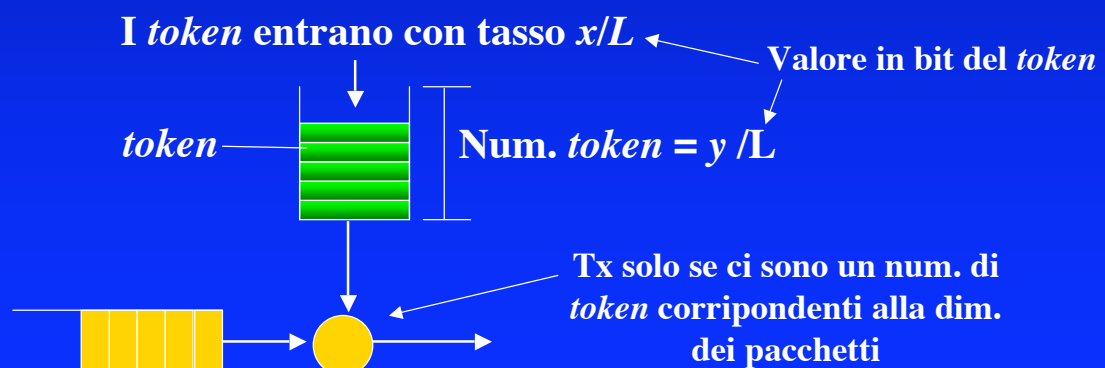 I token entrano con tasso x/L
Valore in bit del token
token
Num. token = y /L
Tx solo se ci sono un num. di
token corripondenti alla dim.
dei pacchetti